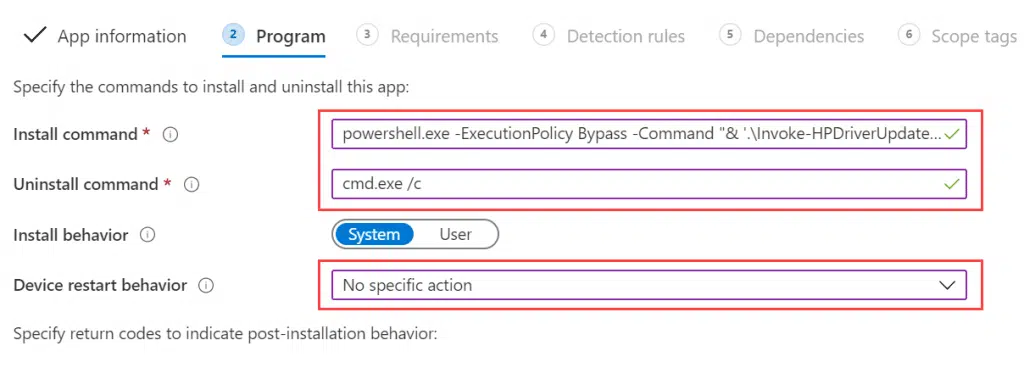 App information 2 Program 3 Requirements 4 Detection rules 5 Dependencies 6 Scope tags
Specify the commands to install and uninstall this app:
Install command * powershell.exe -ExecutionPolicy Bypass -Command "& '.\Invoke-HPDriverUpdate...
Uninstall command * cmd.exe /c
Install behavior System User
Device restart behavior No specific action
Specify return codes to indicate post-installation behavior: